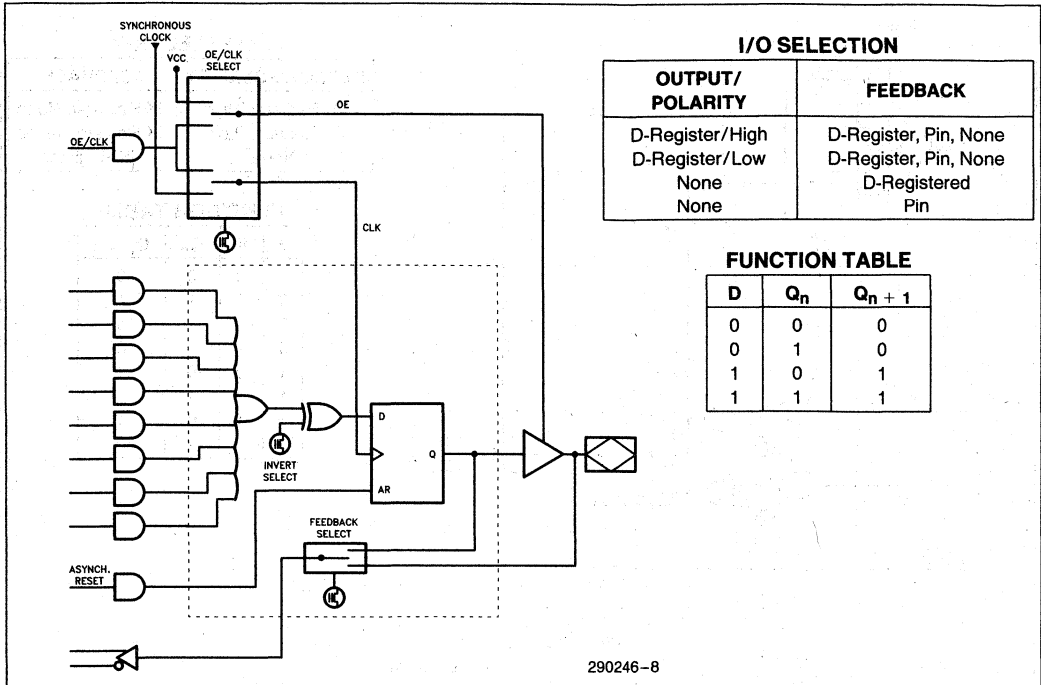 SYNCHRONOUS
CLOCK
VCC
OE/CLK
SELECT
OE
OE/CLK
CLK
I/O SELECTION
OUTPUT/
POLARITY
FEEDBACK
D-Register/High D-Register, Pin, None
D-Register/Low D-Register, Pin, None
None D-Registered
None Pin
FUNCTION TABLE
D Qn Qn + 1
0 0 0
0 1 0
1 0 1
1 1 1
D
Q
AR
INVERT
SELECT
FEEDBACK
SELECT
ASYNCH.
RESET
290246-8